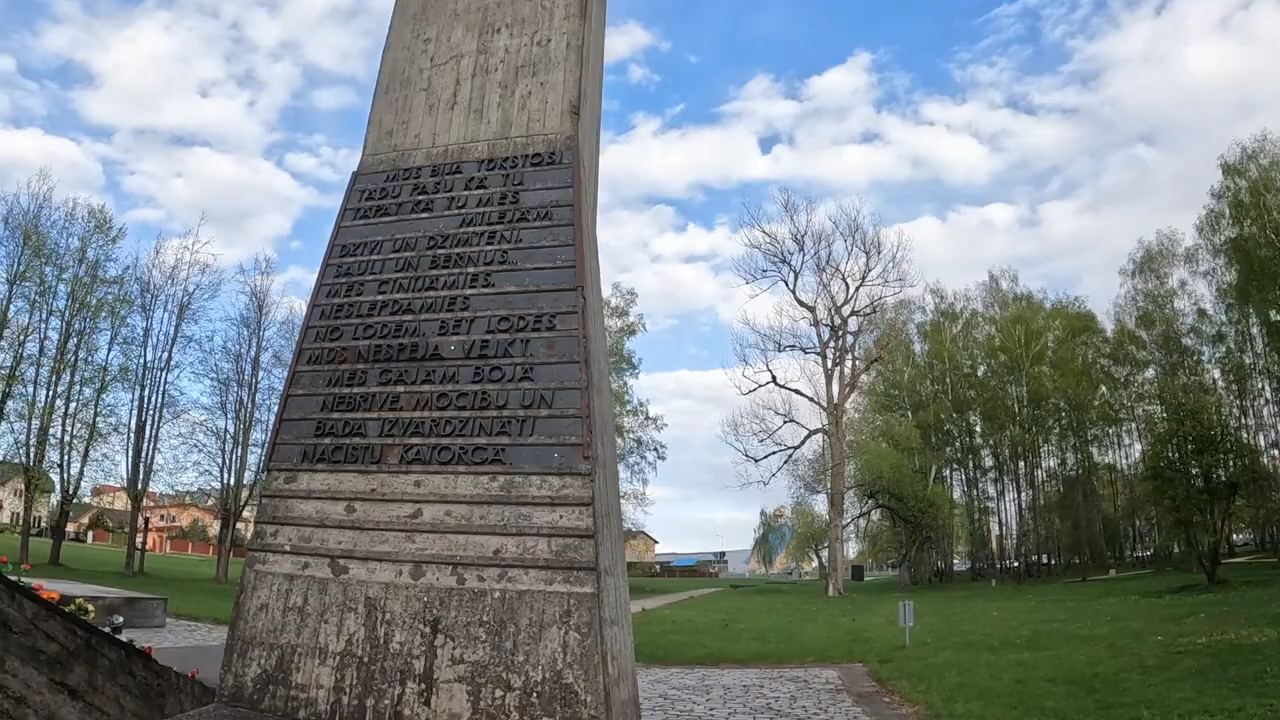 MŪS BIJA TŪKSTOŠI
TĀDU PAŠU KĀ TU.
TĀPAT KĀ TU MĒS
MĪLĒJĀM
DZĪVI UN DZIMTENI,
SAULI UN BĒRNUS...
MĒS CĪNĪJĀMIES,
NESLĒPDAMIES
NO LODĒM, BET LODES
MŪS NESPĒJA VEIKT.
MĒS GĀJĀM BOJĀ
NEBRĪVĒ, MOCĪBU UN
BADA IZVĀRDZINĀTI
NACISTU KATORGĀ.